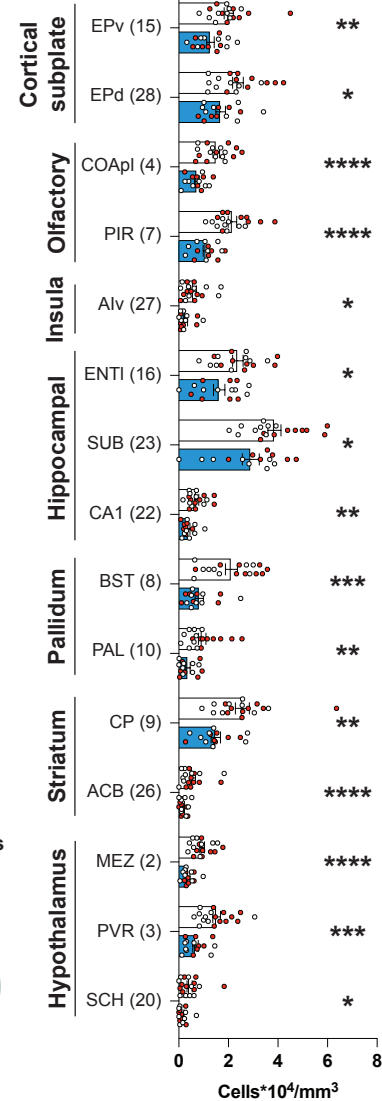 Cortical
subplate
EPv (15)
**
EPd (28)
*
Olfactory
COApl (4)
****
PIR (7)
****
Insula
AIv (27)
*
Hippocampal
ENTl (16)
*
SUB (23)
*
CA1 (22)
**
Pallidum
BST (8)
***
PAL (10)
**
Striatum
CP (9)
**
ACB (26)
****
s
Hypothalamus
MEZ (2)
****
PVR (3)
***
SCH (20)
*
0 2 4 6 8
Cells*10⁴/mm³